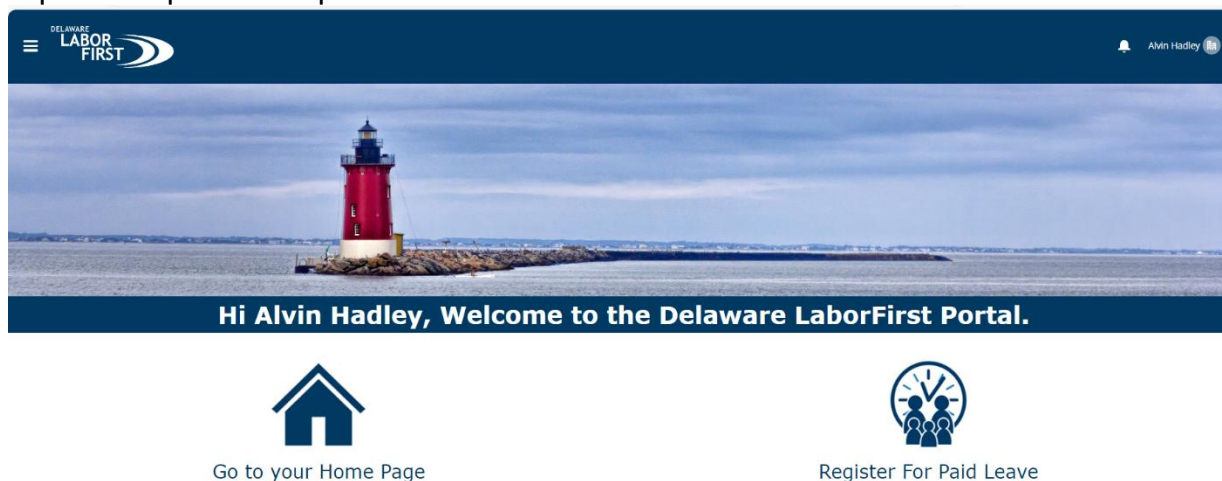 DELAWARE
LABOR
FIRST
Alvin Hadley
Hi Alvin Hadley, Welcome to the Delaware LaborFirst Portal.
Go to your Home Page
Register For Paid Leave